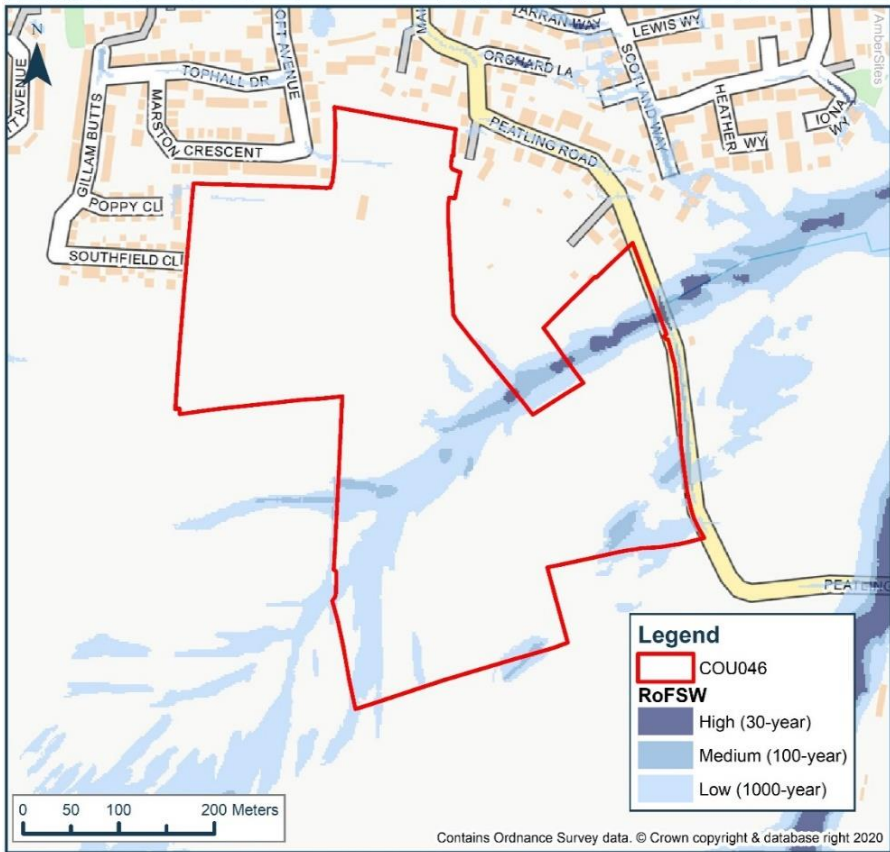 ARRAN WAY
LEWIS WY
AmberSites
N
AVENUE
OFT AVENUE
MAN
ORCHARD LA
SCOTLAND WAY
TOPHALL DR
GILLAM BUTTS
MARSTON CRESCENT
HEATHER WY
IONA WY
PEATLING ROAD
POPPY CL
SOUTHFIELD CL
PEATLING
Legend
COU046
RoFSW
High (30-year)
Medium (100-year)
Low (1000-year)
0 50 100 200 Meters
Contains Ordnance Survey data. © Crown copyright & database right 2020